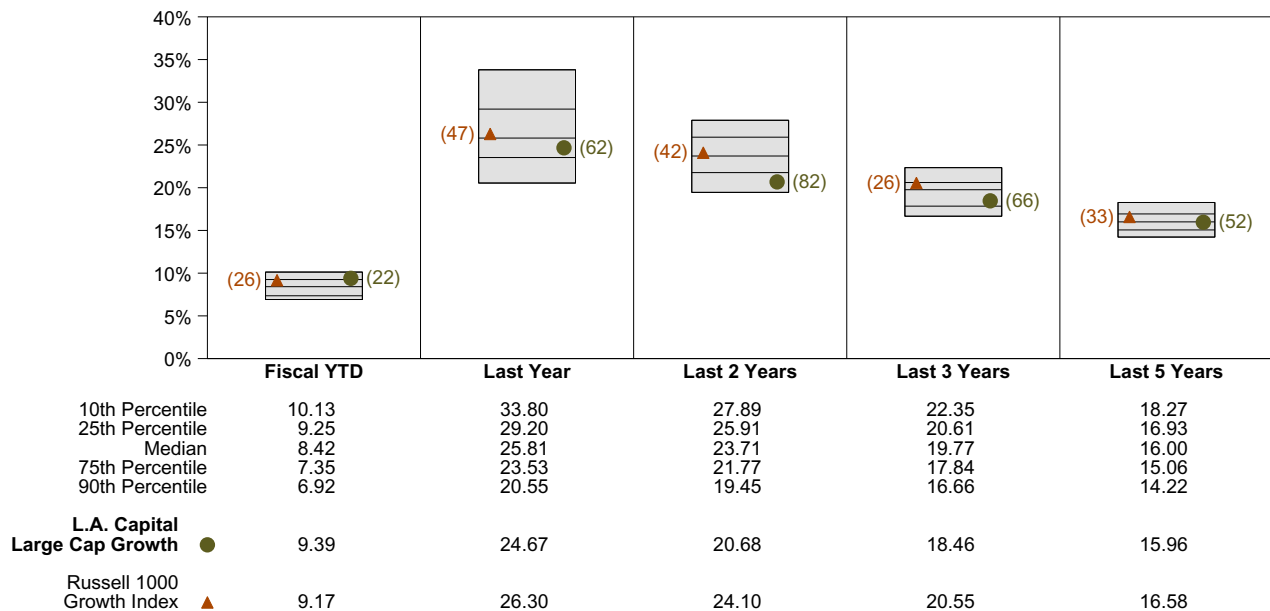 40%
35%
30%
25%
20%
15%
10%
5%
0%
(26)
(22)
(47)
(62)
(42)
(82)
(26)
(66)
(33)
(52)
Fiscal YTD Last Year Last 2 Years Last 3 Years Last 5 Years
10th Percentile 10.13 33.80 27.89 22.35 18.27
25th Percentile 9.25 29.20 25.91 20.61 16.93
Median 8.42 25.81 23.71 19.77 16.00
75th Percentile 7.35 23.53 21.77 17.84 15.06
90th Percentile 6.92 20.55 19.45 16.66 14.22
L.A. Capital
Large Cap Growth 9.39 24.67 20.68 18.46 15.96
Russell 1000
Growth Index 9.17 26.30 24.10 20.55 16.58